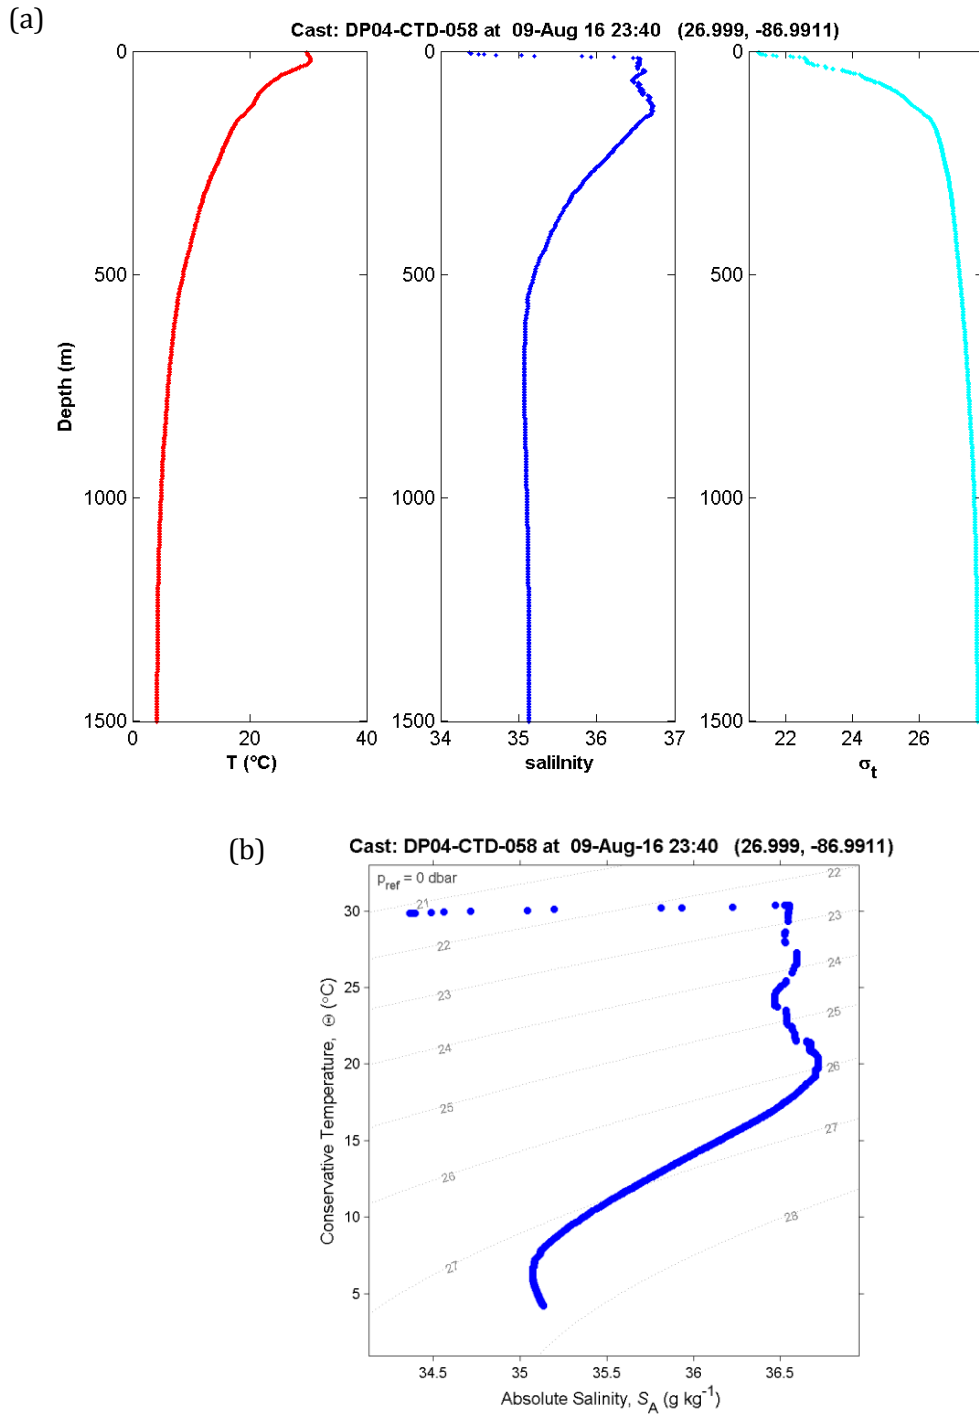 (a)
Cast: DP04-CTD-058 at 09-Aug 16 23:40 (26.999, -86.9911)
0 0 0
500 500 500
Depth (m)
1000 1000 1000
1500 1500 1500
0 20 40 34 35 36 37 22 24 26
T (°C) salilnity σt
(b)
Cast: DP04-CTD-058 at 09-Aug-16 23:40 (26.999, -86.9911)
p_ref = 0 dbar
22
21
30
23
22
24
25
23
25
24
20
26
25
15
27
26
10
28
27
5
Conservative Temperature, Θ (°C)
34.5 35 35.5 36 36.5
Absolute Salinity, S_A (g kg⁻¹)